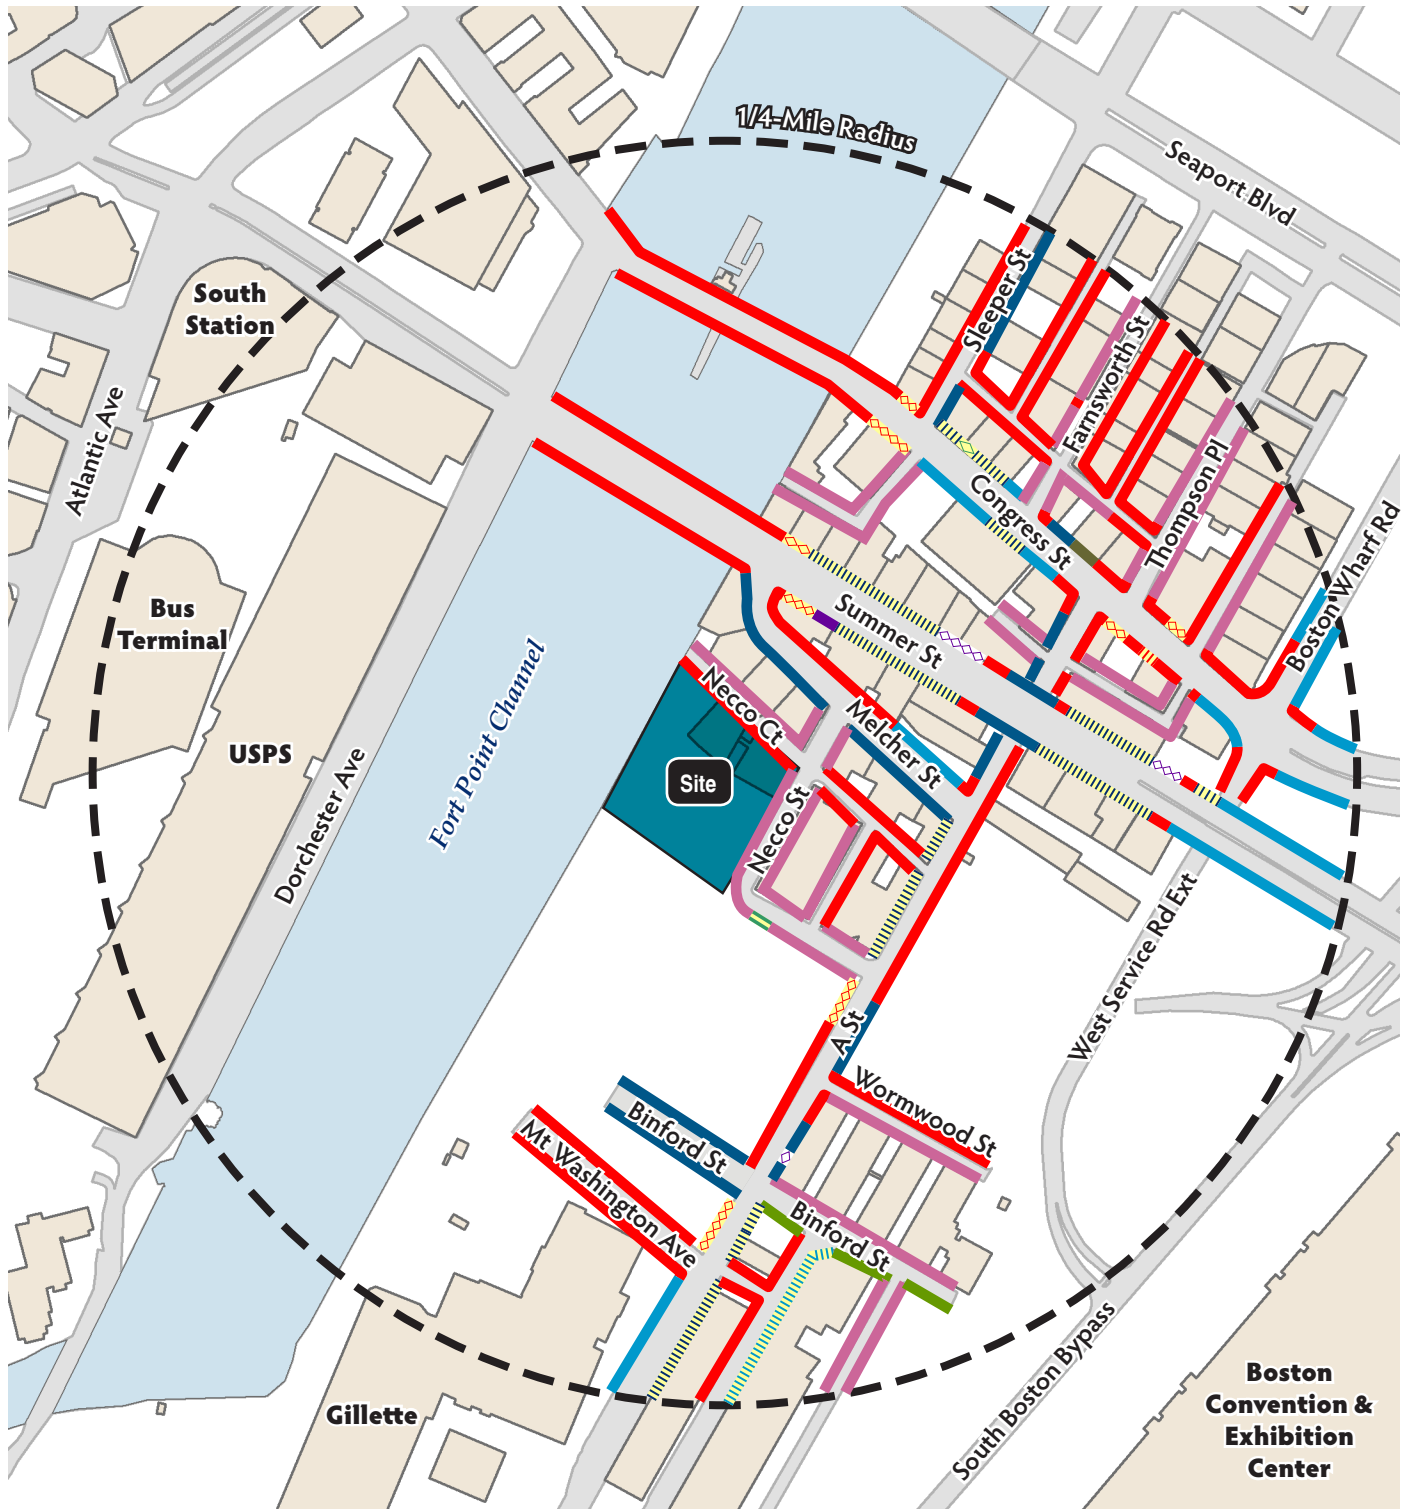 1/4-Mile Radius
Seaport Blvd
South
Station
Sleeper St
Farnsworth St
Atlantic Ave
Thompson Pl
Congress St
Boston Wharf Rd
Bus
Terminal
Summer St
Necco Ct
Melcher St
USPS
Fort Point Channel
Site
Dorchester Ave
Necco St
West Service Rd Ext
A St
Wormwood St
Binford St
Mt Washington Ave
Binford St
South Boston Bypass
Gillette
Boston
Convention &
Exhibition
Center